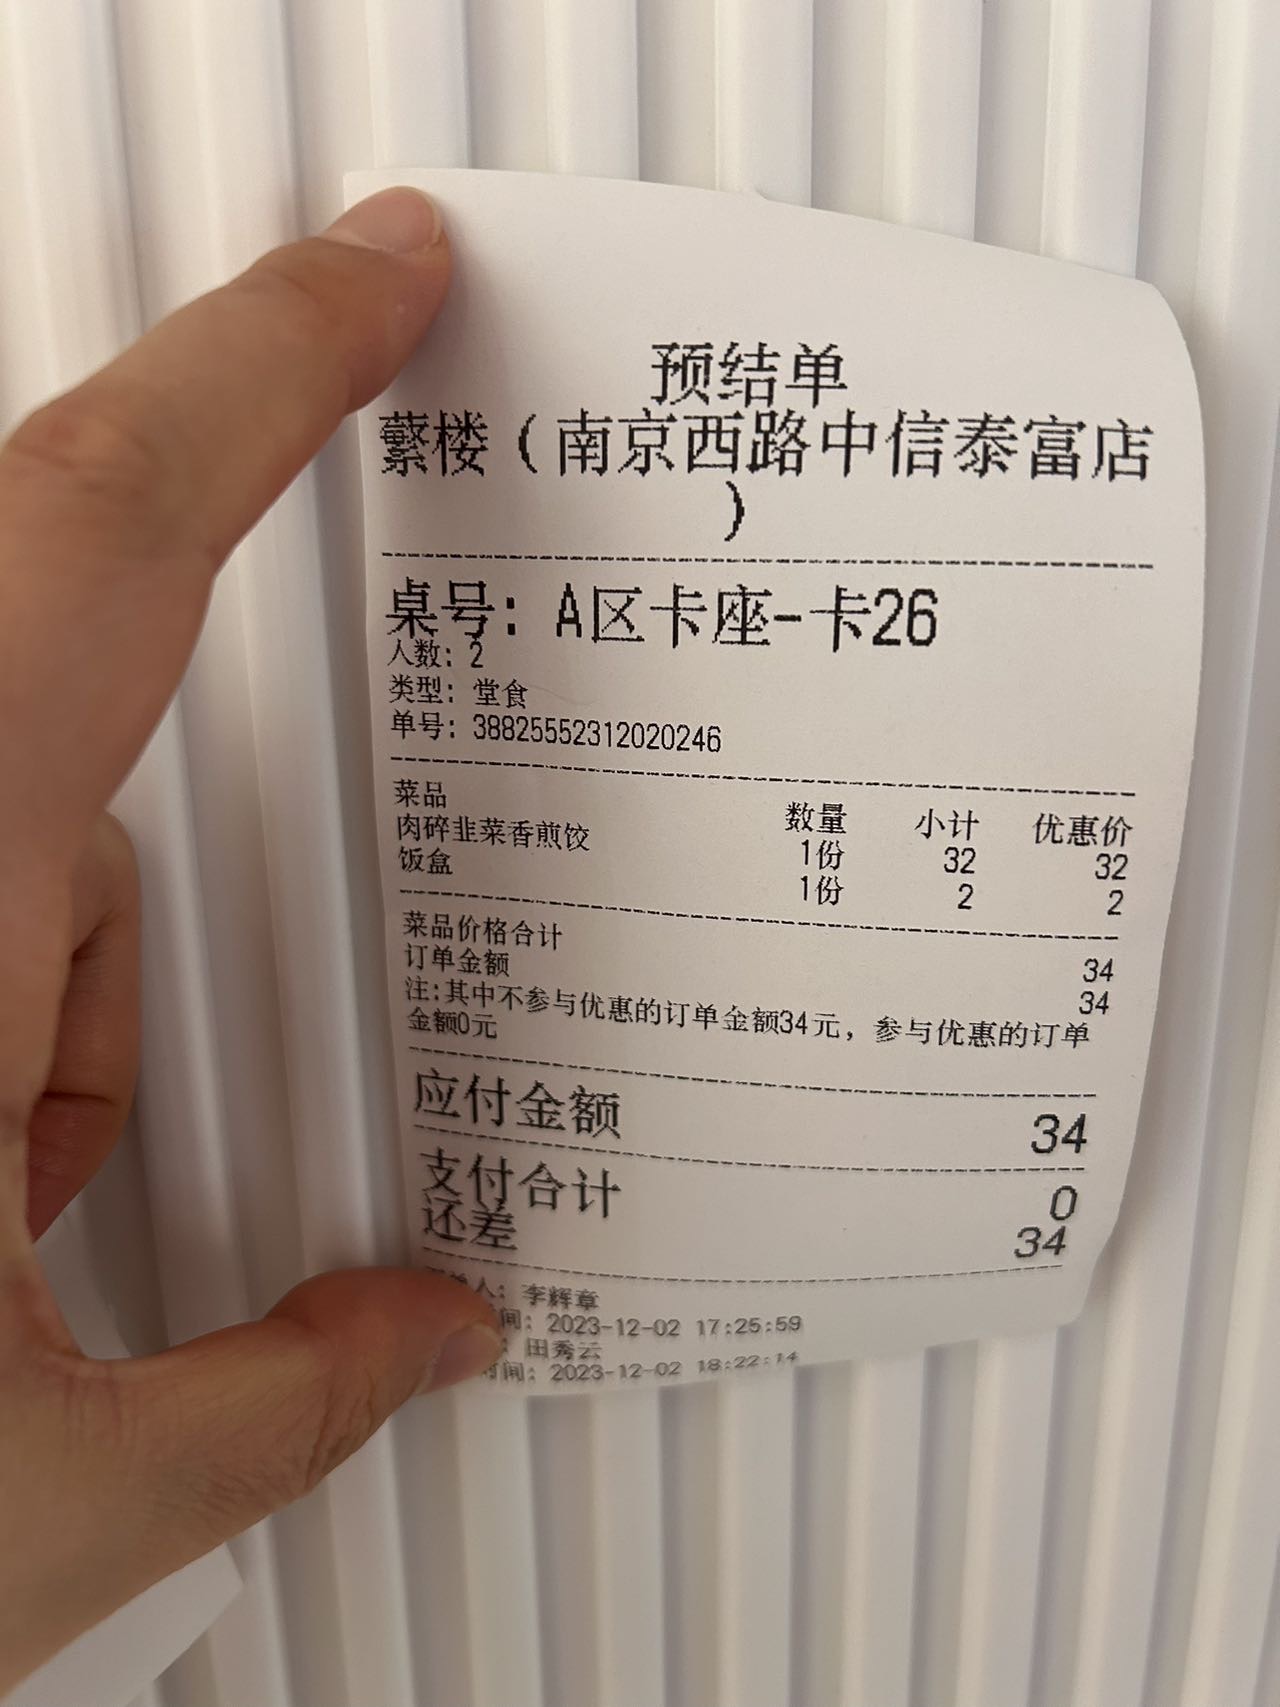 预结单
蘩楼（南京西路中信泰富店
）
桌号：A区卡座-卡26
人数：2
类型：堂食
单号：38825552312020246
菜品 数量 小计 优惠价
肉碎韭菜香煎饺 1份 32 32
饭盒 1份 2 2
菜品价格合计 34
订单金额 34
注:其中不参与优惠的订单金额34元，参与优惠的订单
金额0元
应付金额 34
支付合计 0
还差 34
人：李辉章
间：2023-12-02 17:25:59
：田秀云
时间：2023-12-02 18:22:14